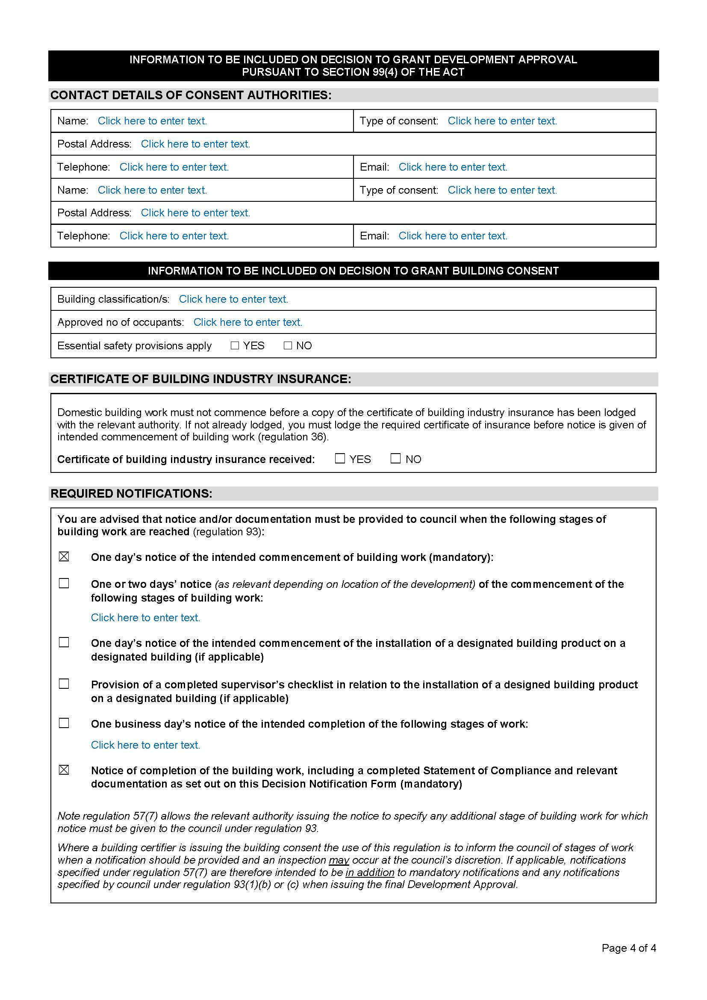 INFORMATION TO BE INCLUDED ON DECISION TO GRANT DEVELOPMENT APPROVAL
PURSUANT TO SECTION 99(4) OF THE ACT
CONTACT DETAILS OF CONSENT AUTHORITIES:
Name: Click here to enter text. Type of consent: Click here to enter text.
Postal Address: Click here to enter text.
Telephone: Click here to enter text. Email: Click here to enter text.
Name: Click here to enter text. Type of consent: Click here to enter text.
Postal Address: Click here to enter text.
Telephone: Click here to enter text. Email: Click here to enter text.
INFORMATION TO BE INCLUDED ON DECISION TO GRANT BUILDING CONSENT
Building classification/s: Click here to enter text.
Approved no of occupants: Click here to enter text.
Essential safety provisions apply ☐ YES ☐ NO
CERTIFICATE OF BUILDING INDUSTRY INSURANCE:
Domestic building work must not commence before a copy of the certificate of building industry insurance has been lodged
with the relevant authority. If not already lodged, you must lodge the required certificate of insurance before notice is given of
intended commencement of building work (regulation 36).
Certificate of building industry insurance received: ☐ YES ☐ NO
REQUIRED NOTIFICATIONS:
You are advised that notice and/or documentation must be provided to council when the following stages of
building work are reached (regulation 93):
☒ One day’s notice of the intended commencement of building work (mandatory):
☐ One or two days’ notice (as relevant depending on location of the development) of the commencement of the
following stages of building work:
Click here to enter text.
☐ One day’s notice of the intended commencement of the installation of a designated building product on a
designated building (if applicable)
☐ Provision of a completed supervisor’s checklist in relation to the installation of a designed building product
on a designated building (if applicable)
☐ One business day’s notice of the intended completion of the following stages of work:
Click here to enter text.
☒ Notice of completion of the building work, including a completed Statement of Compliance and relevant
documentation as set out on this Decision Notification Form (mandatory)
Note regulation 57(7) allows the relevant authority issuing the notice to specify any additional stage of building work for which
notice must be given to the council under regulation 93.
Where a building certifier is issuing the building consent the use of this regulation is to inform the council of stages of work
when a notification should be provided and an inspection may occur at the council’s discretion. If applicable, notifications
specified under regulation 57(7) are therefore intended to be in addition to mandatory notifications and any notifications
specified by council under regulation 93(1)(b) or (c) when issuing the final Development Approval.
Page 4 of 4